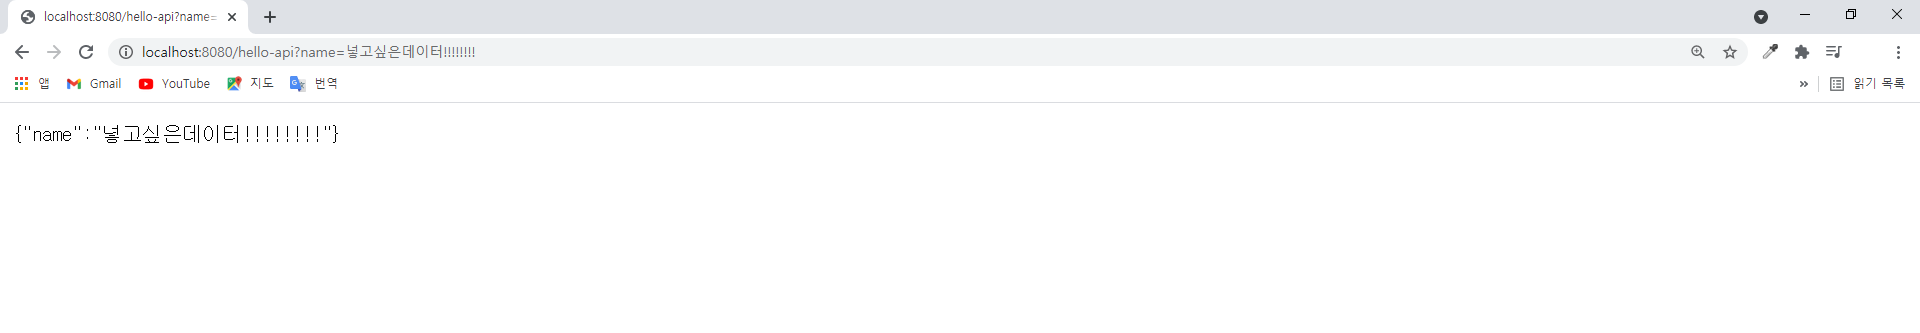 localhost:8080/hello-api?name=
localhost:8080/hello-api?name=넣고싶은데이터!!!!!!!!
앱 Gmail YouTube 지도 번역 » 읽기 목록
{"name":"넣고싶은데이터!!!!!!!!"}